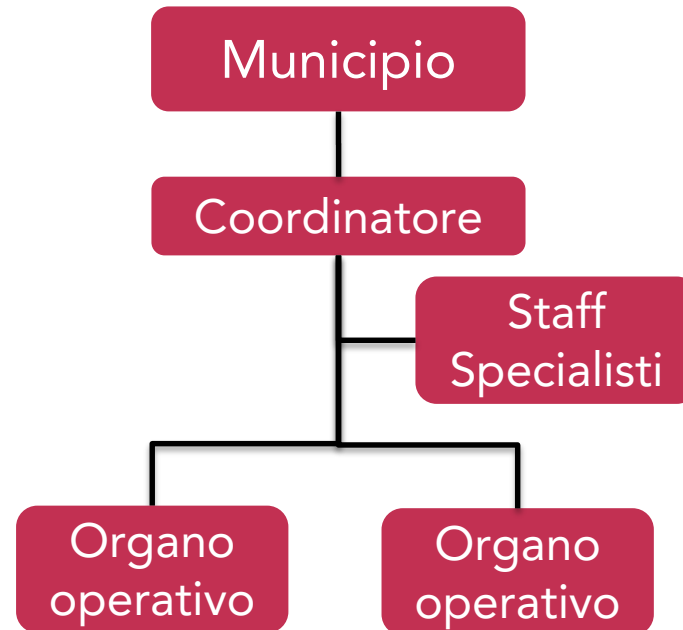 Municipio
Coordinatore
Staff
Specialisti
Organo
operativo
Organo
operativo